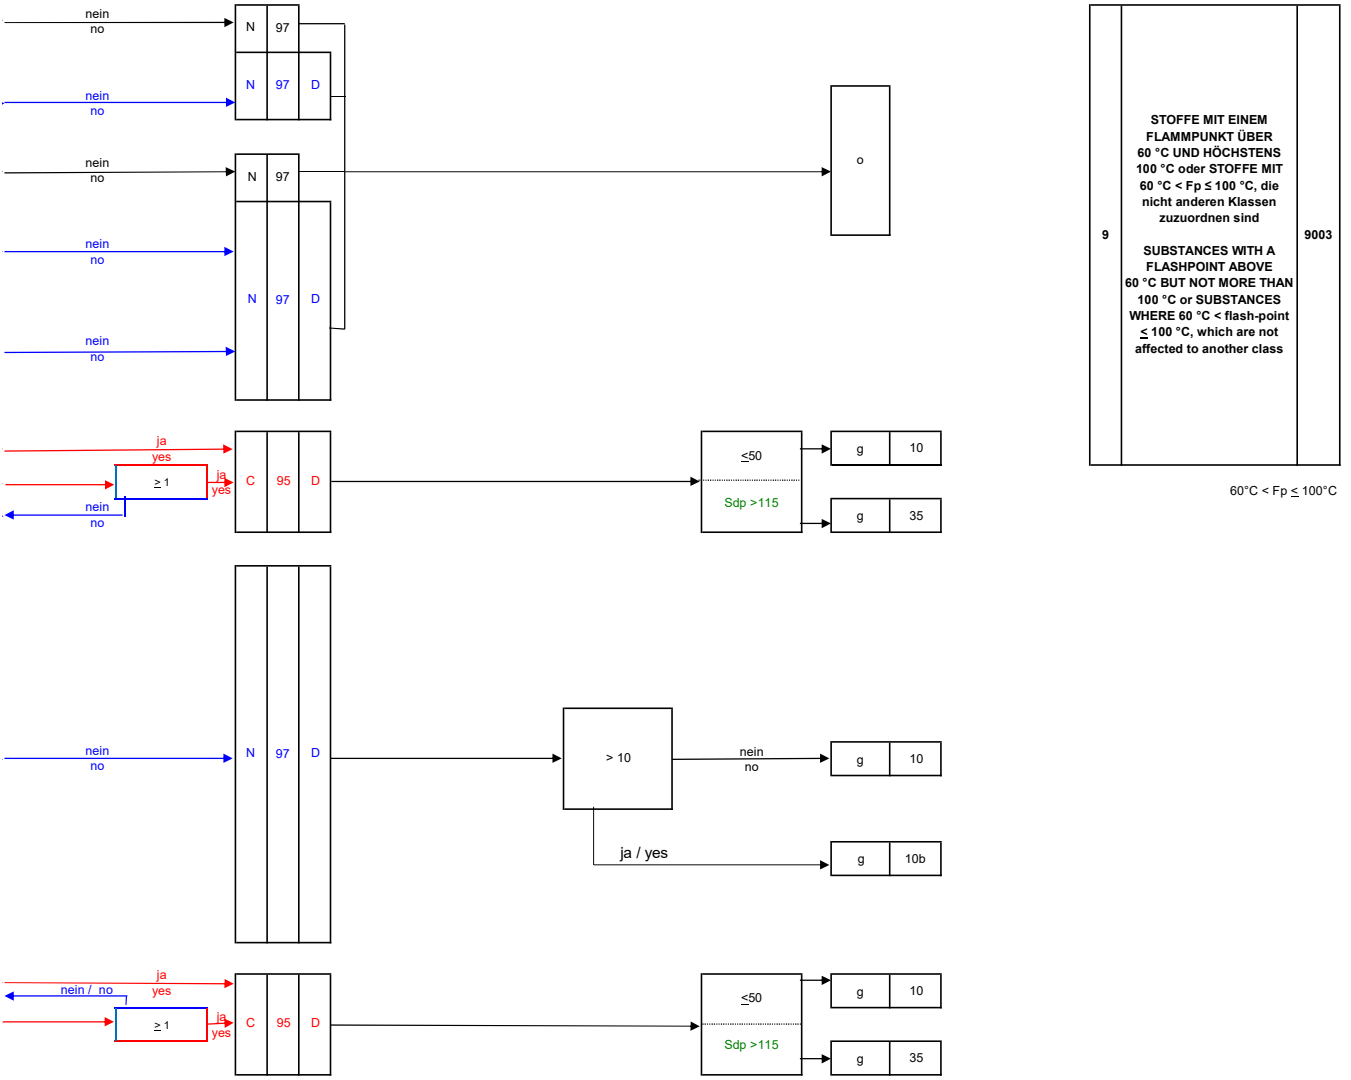 nein
no
N 97
nein
no
N 97 D
nein
no
N 97
nein
no
N 97 D
nein
no
o
9
STOFFE MIT EINEM
FLAMMPUNKT ÜBER
60 °C UND HÖCHSTENS
100 °C oder STOFFE MIT
60 °C < Fp ≤ 100 °C, die
nicht anderen Klassen
zuzuordnen sind
SUBSTANCES WITH A
FLASHPOINT ABOVE
60 °C BUT NOT MORE THAN
100 °C or SUBSTANCES
WHERE 60 °C < flash-point
≤ 100 °C, which are not
affected to another class
9003
60°C < Fp ≤ 100°C
ja
yes
≥ 1
ja
yes
nein
no
C 95 D
≤50
Sdp >115
g 10
g 35
nein
no
N 97 D
> 10
nein
no
g 10
ja / yes
g 10b
ja
yes
nein / no
≥ 1
ja
yes
C 95 D
≤50
Sdp >115
g 10
g 35